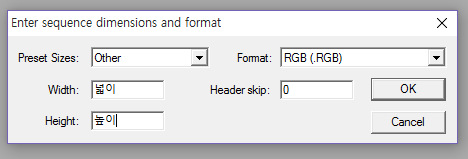 Enter sequence dimensions and format
Preset Sizes: Other Format: RGB (.RGB)
Width: 넓이 Header skip: 0 OK
Height: 높이 Cancel